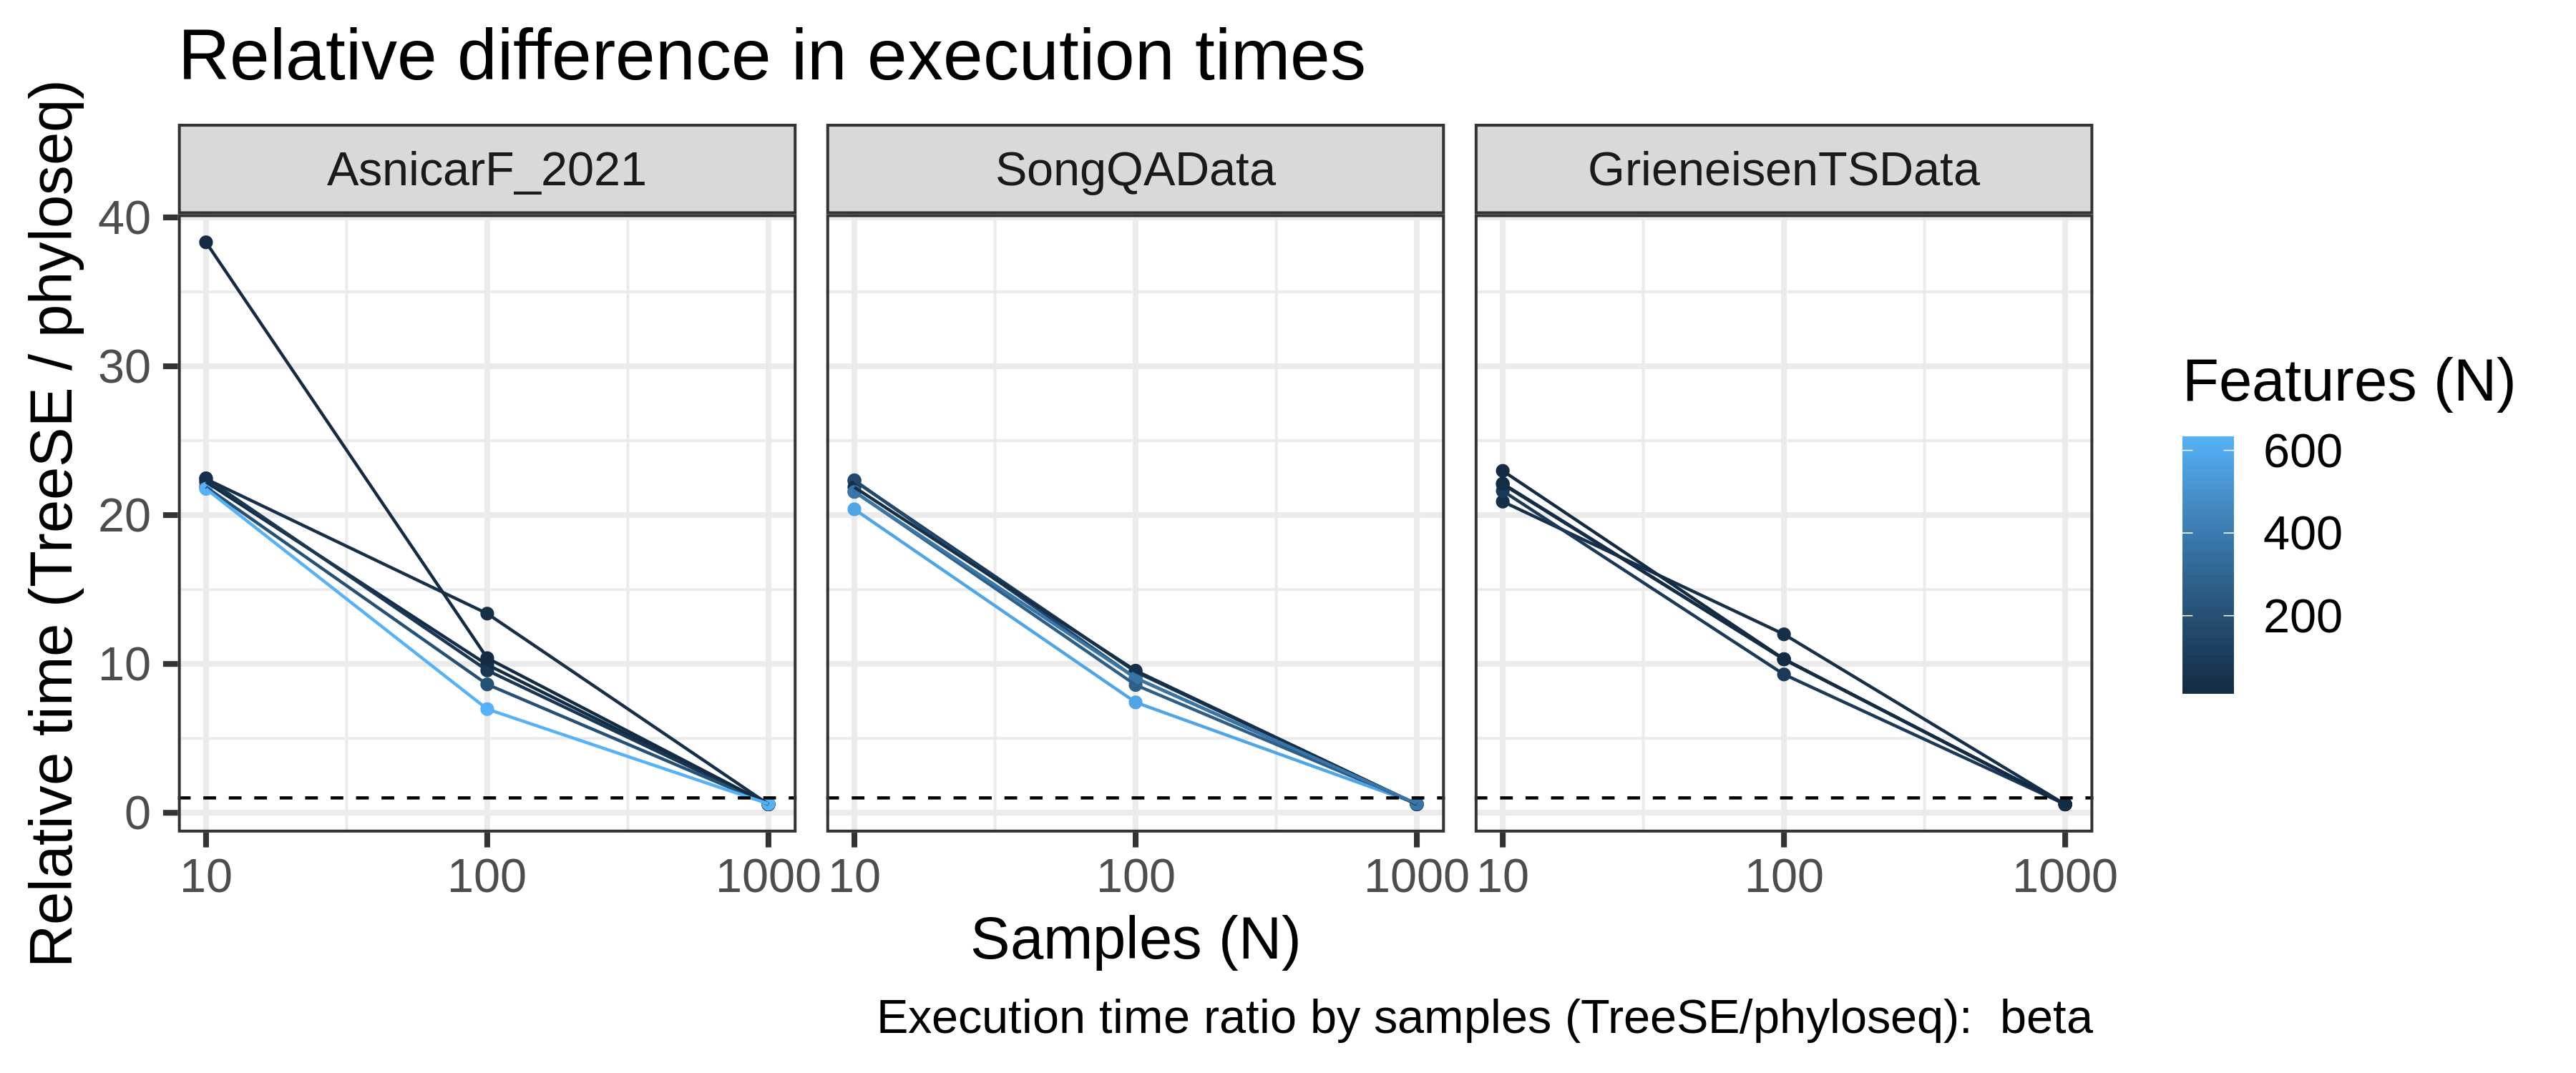 Relative difference in execution times
Relative time (TreeSE / phyloseq)
AsnicarF_2021
SongQAData
GrieneisenTSData
40
30
20
10
0
10 100 1000
10 100 1000
10 100 1000
Samples (N)
Features (N)
600
400
200
Execution time ratio by samples (TreeSE/phyloseq):  beta